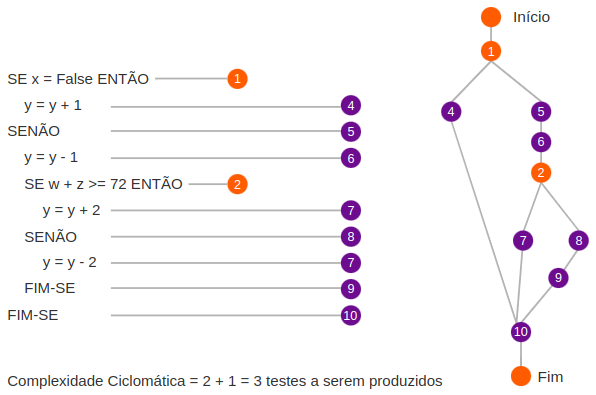 Início
1
SE x = False ENTÃO 1
y = y + 1 4
4 5
SENÃO 5
6
y = y - 1 6
2
SE w + z >= 72 ENTÃO 2
y = y + 2 7
SENÃO 8
7 8
y = y - 2 7
9
FIM-SE 9
FIM-SE 10
10
Complexidade Ciclomática = 2 + 1 = 3 testes a serem produzidos
Fim